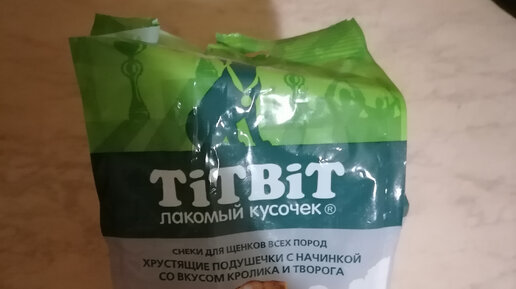 TiTBiT
лакомый кусочек®
СНЕКИ ДЛЯ ЩЕНКОВ ВСЕХ ПОРОД
ХРУСТЯЩИЕ ПОДУШЕЧКИ С НАЧИНКОЙ
СО ВКУСОМ КРОЛИКА И ТВОРОГА